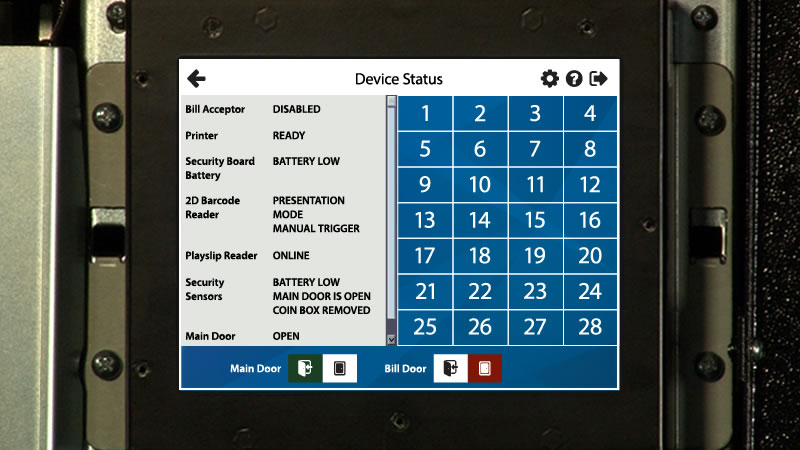 Device Status
Bill Acceptor DISABLED
Printer READY
Security Board BATTERY LOW
Battery
2D Barcode PRESENTATION
Reader MODE
MANUAL TRIGGER
Playslip Reader ONLINE
Security BATTERY LOW
Sensors MAIN DOOR IS OPEN
COIN BOX REMOVED
Main Door OPEN
1 2 3 4
5 6 7 8
9 10 11 12
13 14 15 16
17 18 19 20
21 22 23 24
25 26 27 28
Main Door Bill Door